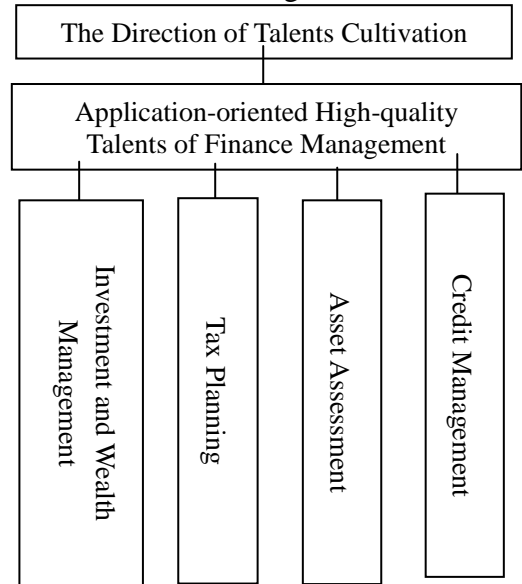 The Direction of Talents Cultivation
Application-oriented High-quality
Talents of Finance Management
Investment and Wealth
Management
Tax Planning
Asset Assessment
Credit Management